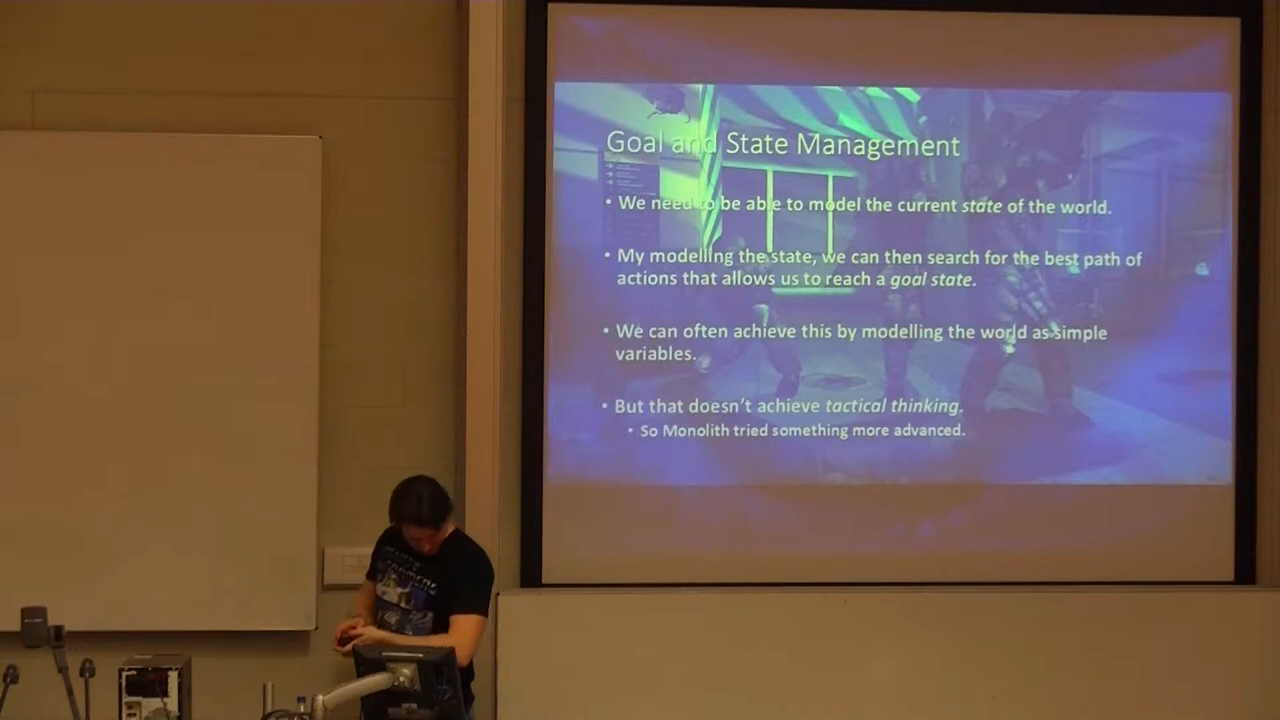 Goal and State Management
• We need to be able to model the current state of the world.
• My modelling the state, we can then search for the best path of
actions that allows us to reach a goal state.
• We can often achieve this by modelling the world as simple
variables.
• But that doesn't achieve tactical thinking.
• So Monolith tried something more advanced.